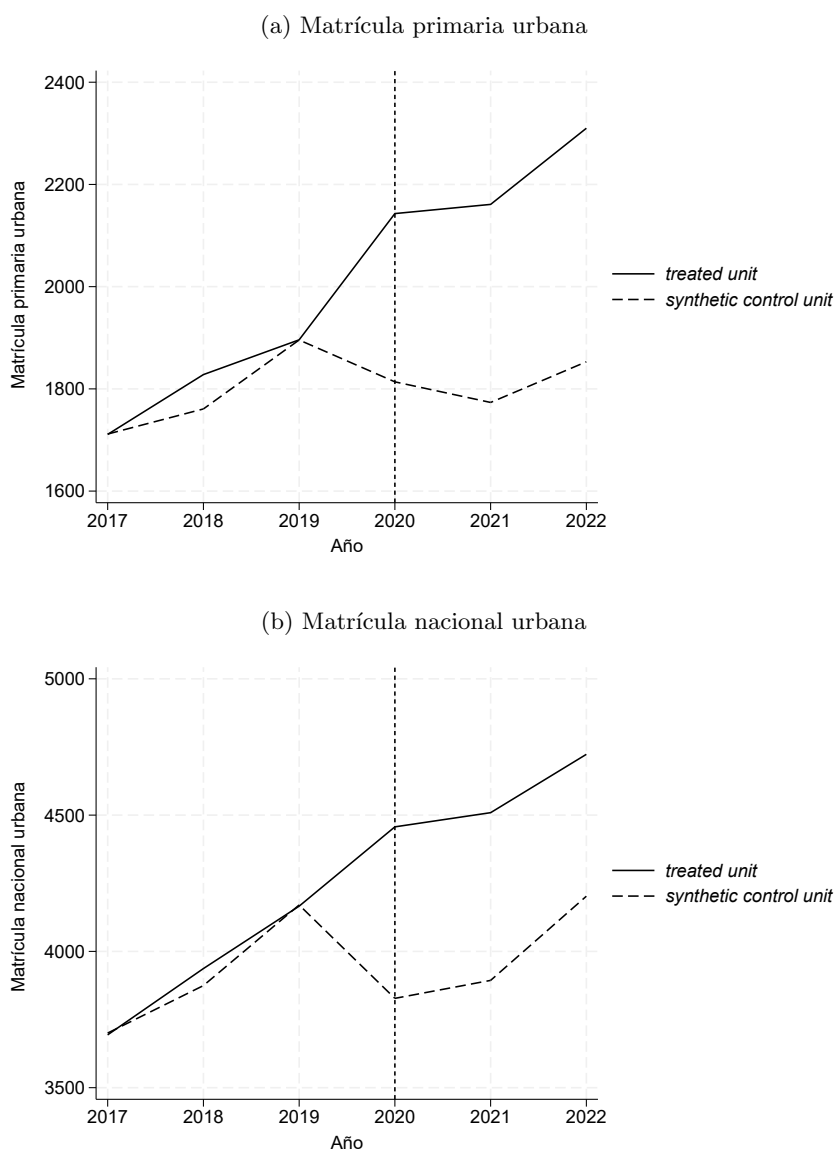 (a) Matrícula primaria urbana
Matrícula primaria urbana
2400
2200
2000
1800
1600
2017 2018 2019 2020 2021 2022
Año
treated unit
synthetic control unit
(b) Matrícula nacional urbana
Matrícula nacional urbana
5000
4500
4000
3500
2017 2018 2019 2020 2021 2022
Año
treated unit
synthetic control unit